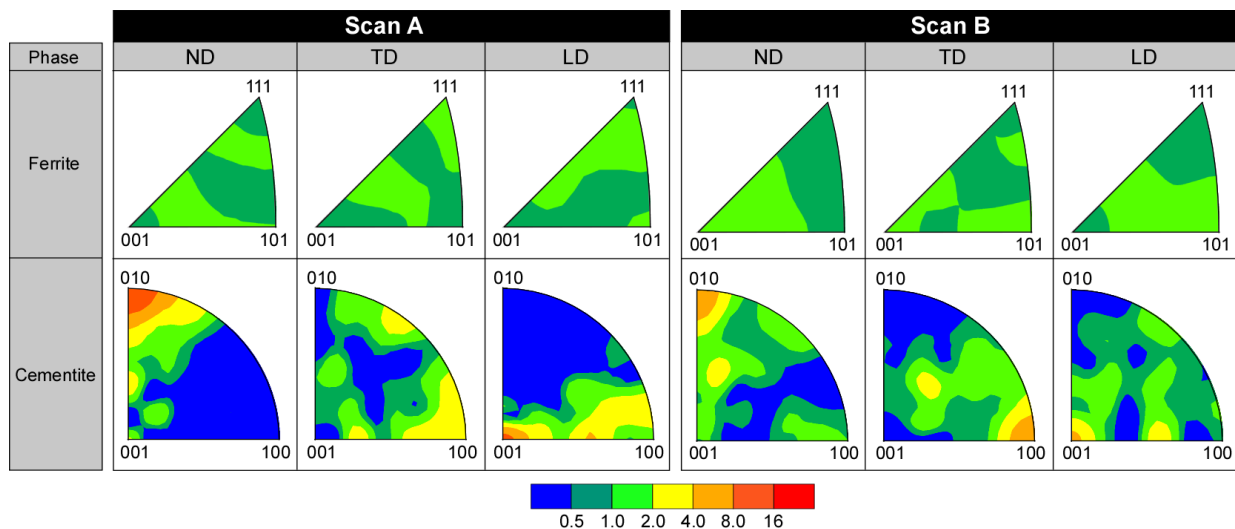 Scan A Scan B
Phase ND TD LD ND TD LD
111 111 111 111 111 111
Ferrite
001 101 001 101 001 101 001 101 001 101 001 101
010 010 010 010 010 010
Cementite
001 100 001 100 001 100 001 100 001 100 001 100
0.5 1.0 2.0 4.0 8.0 16